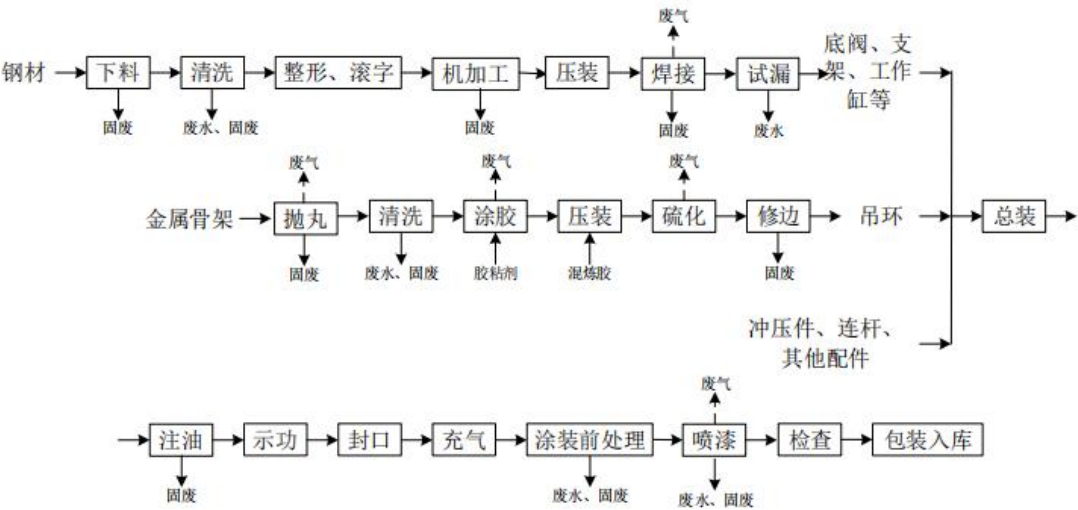 废气
钢材 下料 清洗 整形、滚字 机加工 压装 焊接 试漏 底阀、支
架、工作
缸等
固废 废水、固废 固废 固废 废水
废气 废气 废气
金属骨架 抛丸 清洗 涂胶 压装 硫化 修边 吊环 总装
固废 废水、固废 胶粘剂 混炼胶 固废
冲压件、连杆、
其他配件
废气
注油 示功 封口 充气 涂装前处理 喷漆 检查 包装入库
固废 废水、固废 废水、固废